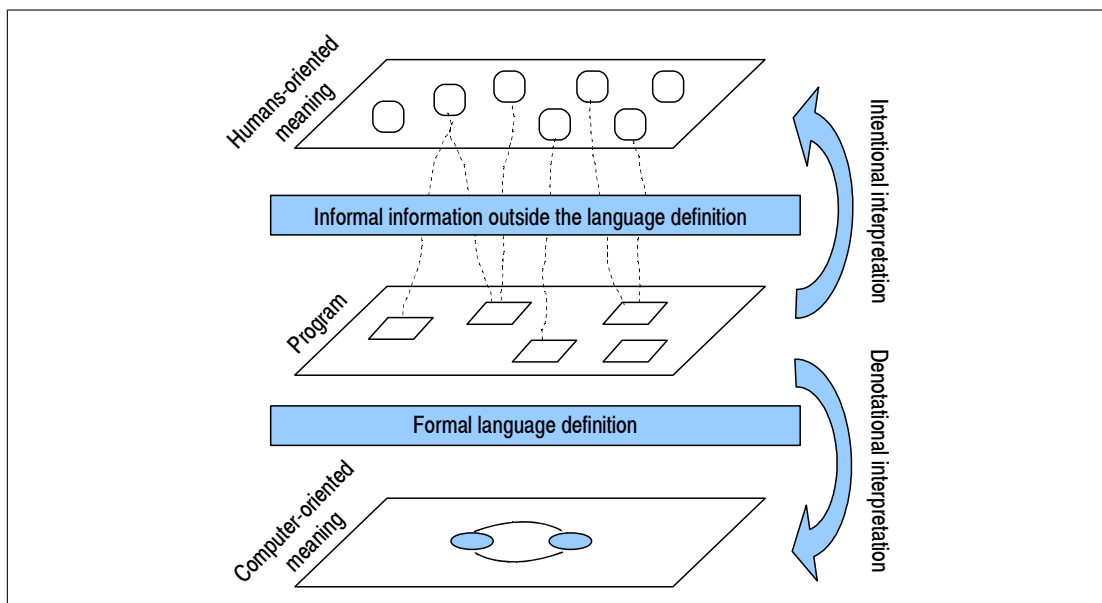 Humans-oriented
meaning
Informal information outside the language definition
Intentional interpretation
Program
Formal language definition
Denotational interpretation
Computer-oriented
meaning